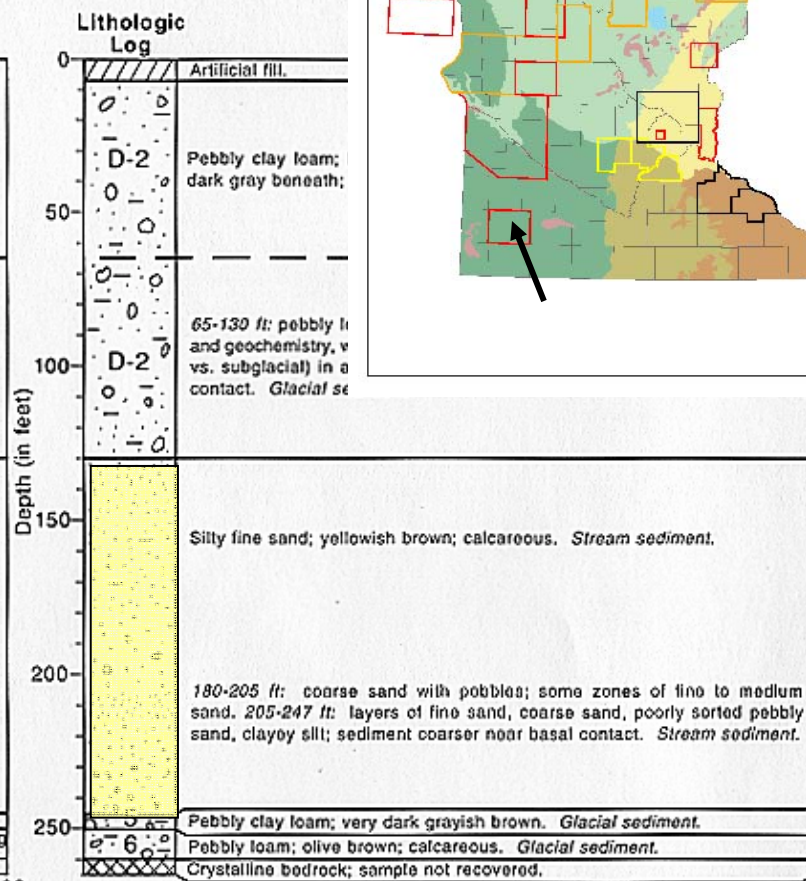 Lithologic
Log
0
Artificial fill.
D-2
Pebbly clay loam;
dark gray beneath;
50
65-130 ft: pebbly
and geochemistry,
D-2
100
vs. subglacial) in a
contact. Glacial
Depth (in feet)
150
Silty fine sand; yellowish brown; calcareous. Stream sediment.
200
180-205 ft: coarse sand with pebbles; some zones of fine to medium
sand. 205-247 ft: layers of fine sand, coarse sand, poorly sorted pebbly
sand, clayey silt; sediment coarser near basal contact. Stream sediment.
250
Pebbly clay loam; very dark grayish brown. Glacial sediment.
6
Pebbly loam; olive brown; calcareous. Glacial sediment.
Crystalline bedrock; sample not recovered.